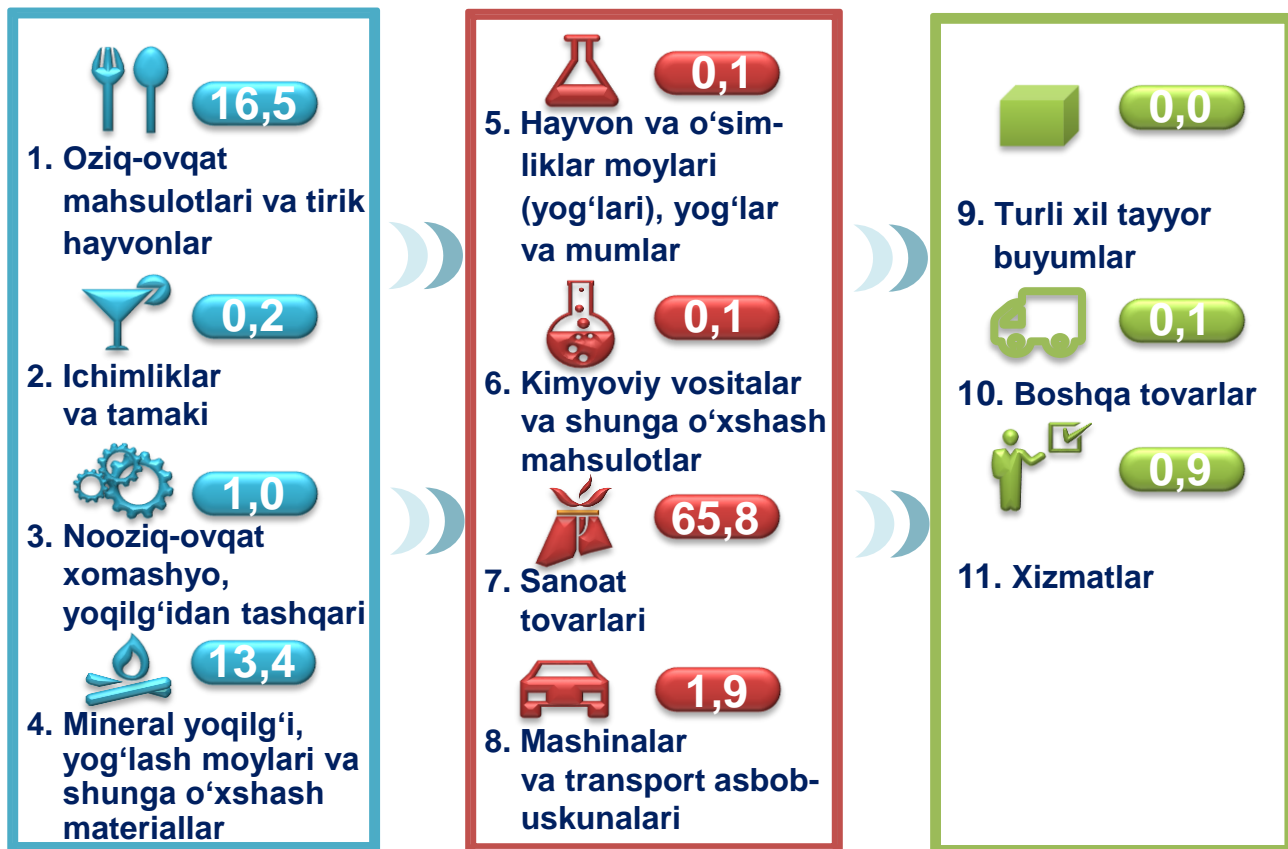 16,5
1. Oziq-ovqat
mahsulotlari va tirik
hayvonlar
0,2
2. Ichimliklar
va tamaki
1,0
3. Nooziq-ovqat
xomashyo,
yoqilg‘idan tashqari
13,4
4. Mineral yoqilg‘i,
yog‘lash moylari va
shunga o‘xshash
materiallar
0,1
5. Hayvon va o‘sim-
liklar moylari
(yog‘lari), yog‘lar
va mumlar
0,1
6. Kimyoviy vositalar
va shunga o‘xshash
mahsulotlar
65,8
7. Sanoat
tovarlari
1,9
8. Mashinalar
va transport asbob-
uskunalari
0,0
9. Turli xil tayyor
buyumlar
0,1
10. Boshqa tovarlar
0,9
11. Xizmatlar